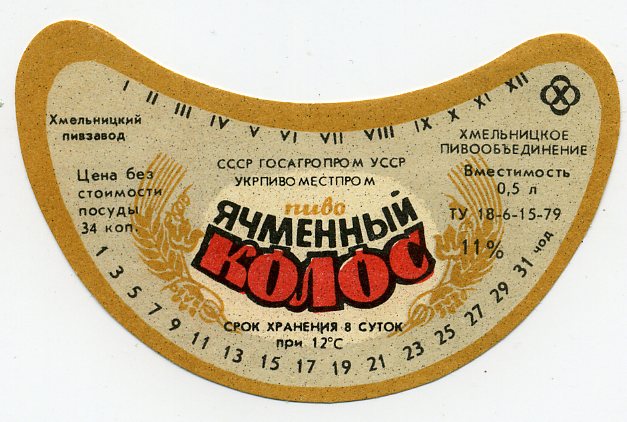 I II III IV V VI VII VIII IX X XI XII
Хмельницкий
пивзавод
Цена без
стоимости
посуды
34 коп.
СССР ГОСАГРОПРОМ УССР
УКРПИВОМЕСТПРОМ
пиво
ЯЧМЕННЫЙ
КОЛОС
СРОК ХРАНЕНИЯ 8 СУТОК
при 12°С
ХМЕЛЬНИЦКОЕ
ПИВООБЪЕДИНЕНИЕ
Вместимость
0,5 л
ТУ 18-6-15-79
11%
1 3 5 7 9 11 13 15 17 19 21 23 25 27 29 31